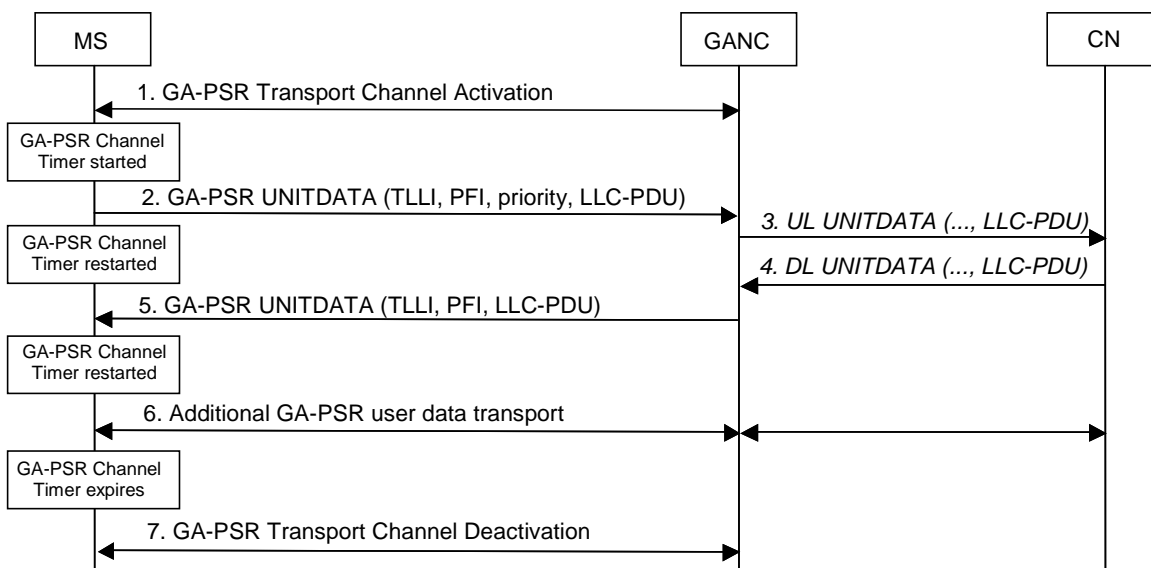 MS
GANC
CN
1. GA-PSR Transport Channel Activation
GA-PSR Channel
Timer started
2. GA-PSR UNITDATA (TLLI, PFI, priority, LLC-PDU)
3. UL UNITDATA (..., LLC-PDU)
GA-PSR Channel
Timer restarted
4. DL UNITDATA (..., LLC-PDU)
5. GA-PSR UNITDATA (TLLI, PFI, LLC-PDU)
GA-PSR Channel
Timer restarted
6. Additional GA-PSR user data transport
GA-PSR Channel
Timer expires
7. GA-PSR Transport Channel Deactivation